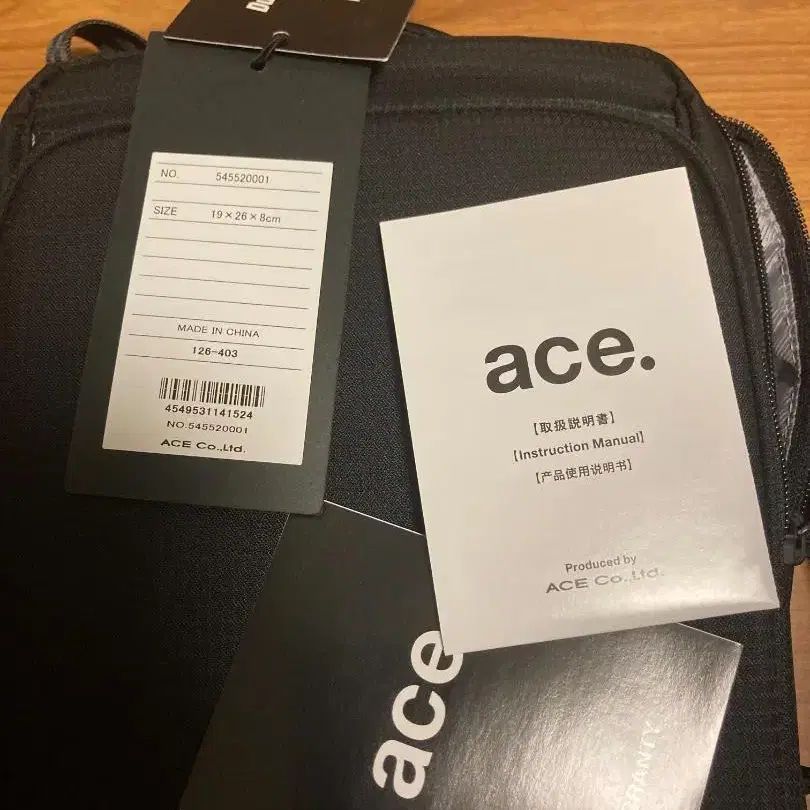 NO. 545520001
SIZE 19×26×8cm
MADE IN CHINA
126-403
4549531141524
NO.545520001
ACE Co.,Ltd.
ace.
【取扱説明書】
【Instruction Manual】
【产品使用说明书】
Produced by
ACE Co.,Ltd.
ace